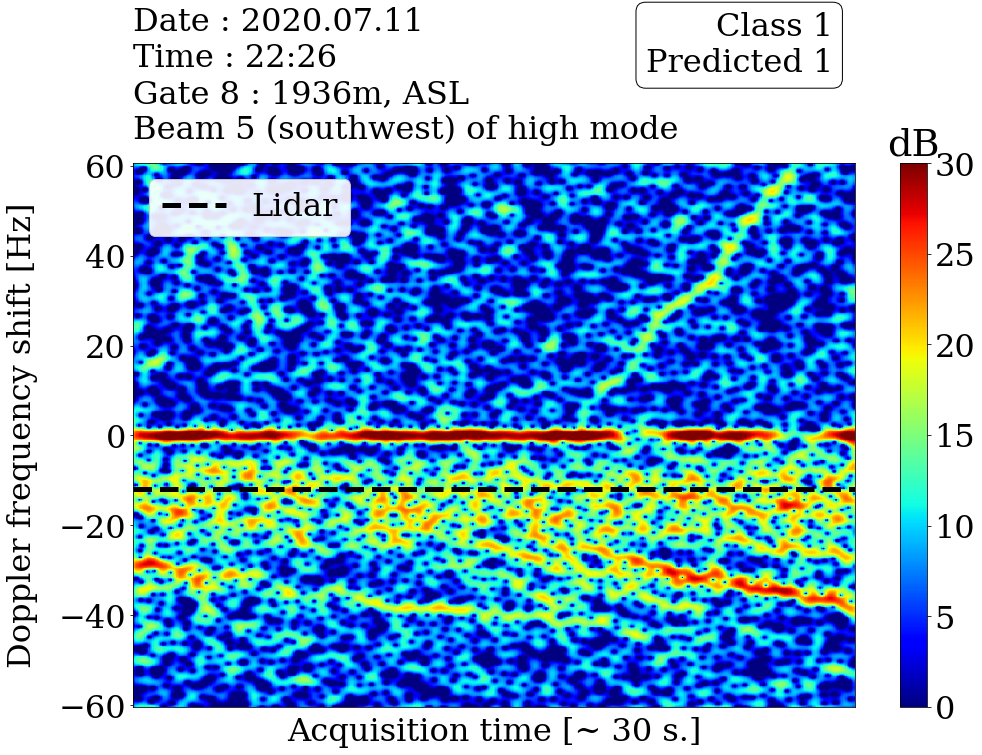 Date : 2020.07.11
Time : 22:26
Gate 8 : 1936m, ASL
Beam 5 (southwest) of high mode
Class 1
Predicted 1
dB
Lidar
60
40
20
0
−20
−40
−60
Doppler frequency shift [Hz]
Acquisition time [~ 30 s.]
30
25
20
15
10
5
0